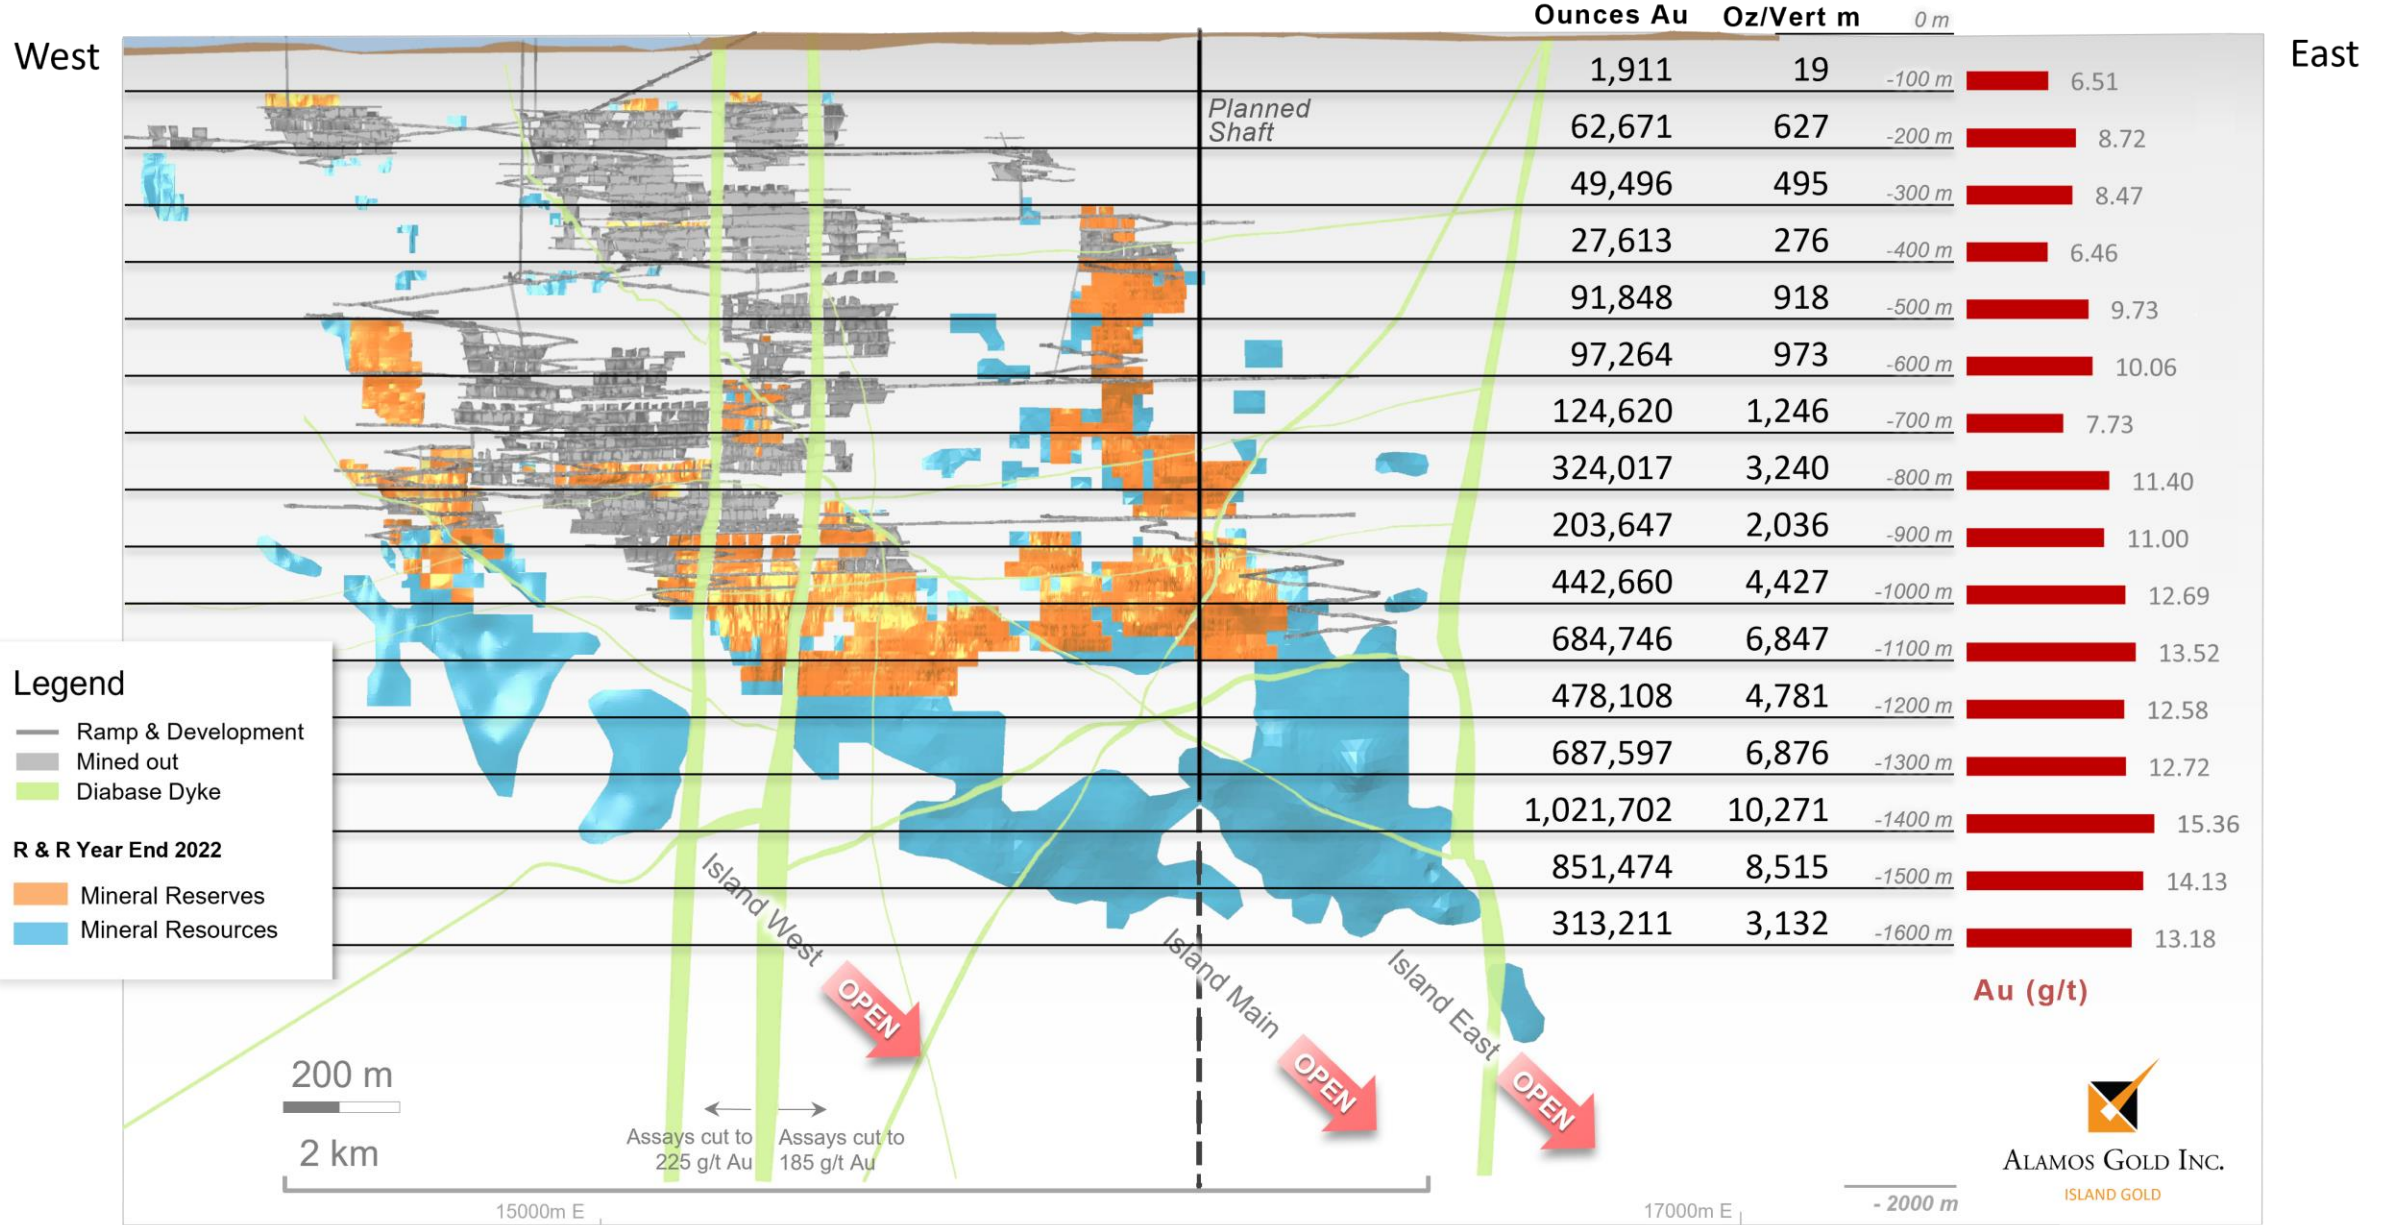 Ounces Au Oz/Vert m 0 m
West
East
1,911 19 -100 m 6.51
Planned
Shaft
62,671 627 -200 m 8.72
49,496 495 -300 m 8.47
27,613 276 -400 m 6.46
91,848 918 -500 m 9.73
97,264 973 -600 m 10.06
124,620 1,246 -700 m 7.73
324,017 3,240 -800 m 11.40
203,647 2,036 -900 m 11.00
442,660 4,427 -1000 m 12.69
684,746 6,847 -1100 m 13.52
478,108 4,781 -1200 m 12.58
687,597 6,876 -1300 m 12.72
1,021,702 10,271 -1400 m 15.36
851,474 8,515 -1500 m 14.13
313,211 3,132 -1600 m 13.18
Au (g/t)
Legend
Ramp & Development
Mined out
Diabase Dyke
R & R Year End 2022
Mineral Reserves
Mineral Resources
Island West
OPEN
Island Main
OPEN
Island East
OPEN
200 m
2 km
Assays cut to
225 g/t Au
Assays cut to
185 g/t Au
15000m E
17000m E
- 2000 m
ALAMOS GOLD INC.
ISLAND GOLD